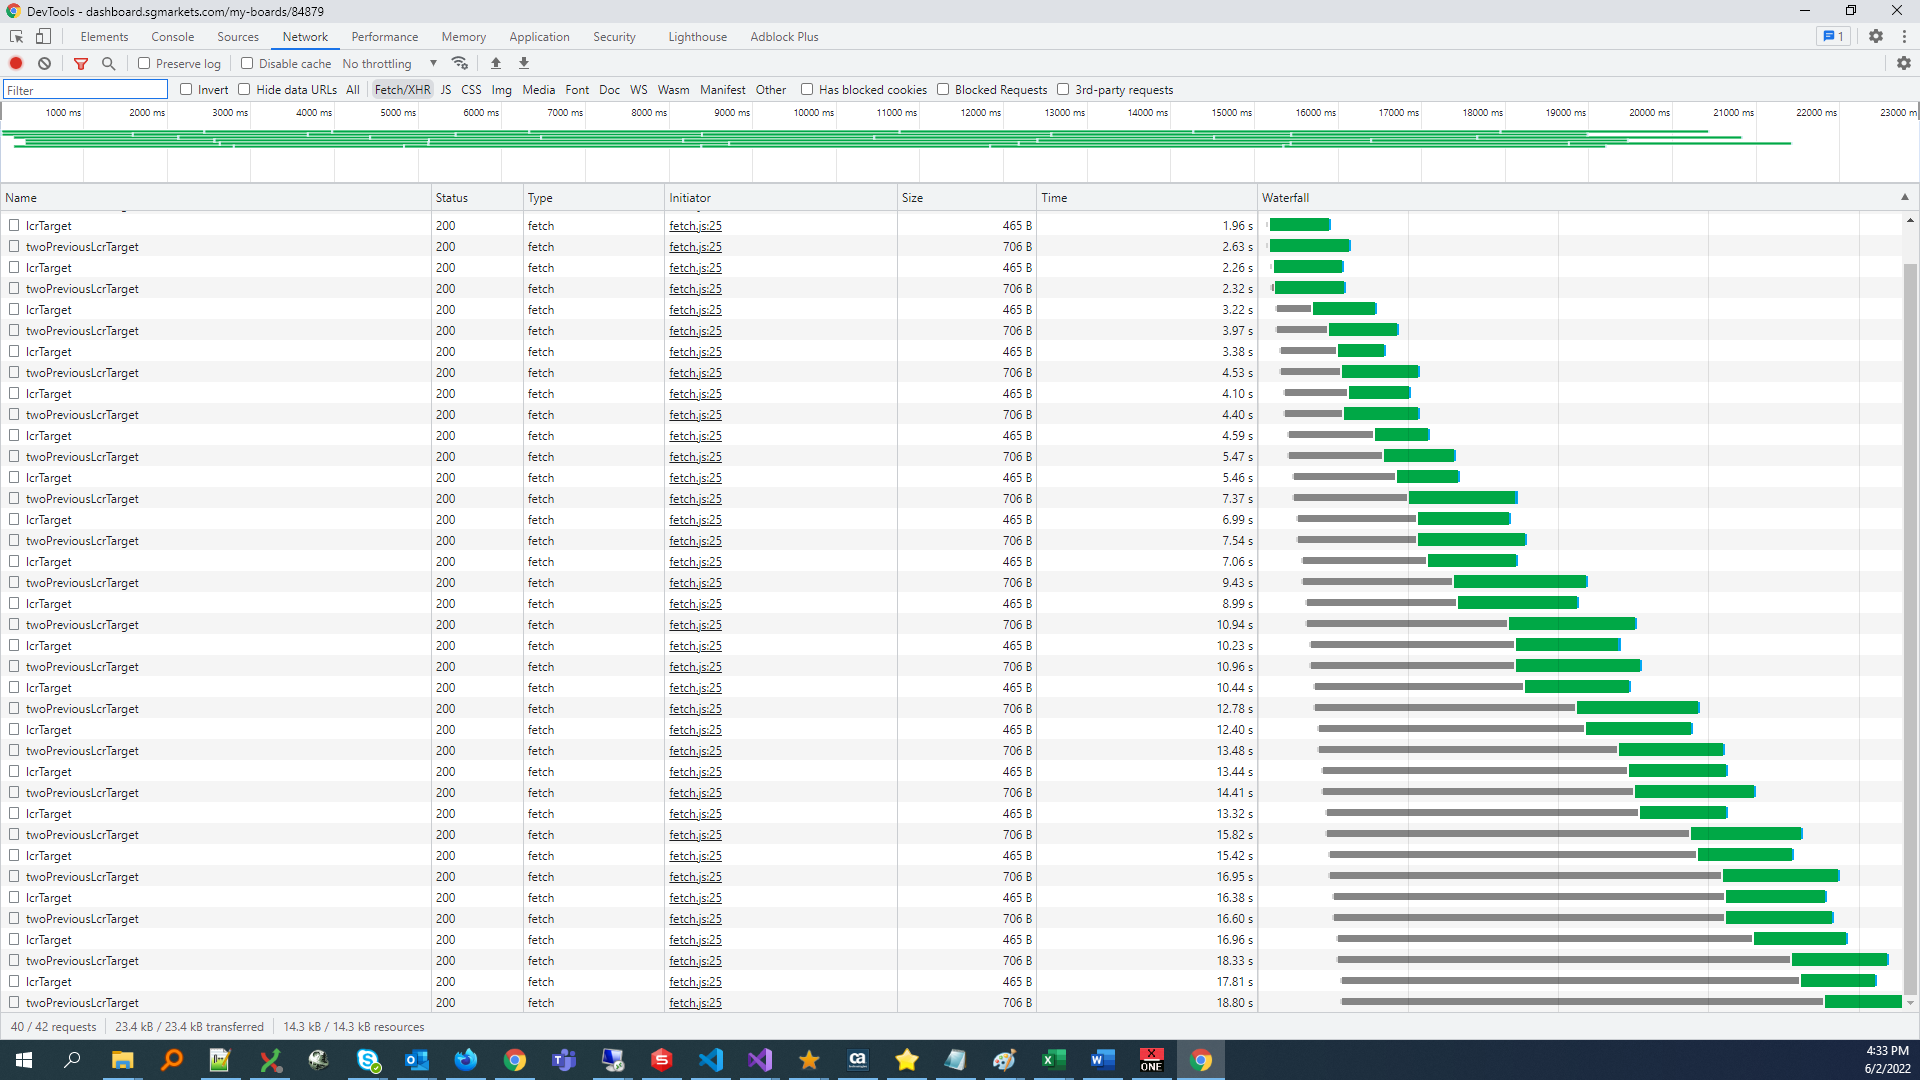 DevTools - dashboard.sgmarkets.com/my-boards/84879
Elements Console Sources Network Performance Memory Application Security Lighthouse Adblock Plus 1
Preserve log Disable cache No throttling
Filter Invert Hide data URLs All Fetch/XHR JS CSS Img Media Font Doc WS Wasm Manifest Other Has blocked cookies Blocked Requests 3rd-party requests
1000 ms 2000 ms 3000 ms 4000 ms 5000 ms 6000 ms 7000 ms 8000 ms 9000 ms 10000 ms 11000 ms 12000 ms 13000 ms 14000 ms 15000 ms 16000 ms 17000 ms 18000 ms 19000 ms 20000 ms 21000 ms 22000 ms 23000 m
Name Status Type Initiator Size Time Waterfall
lcrTarget 200 fetch fetch.js:25 465 B 1.96 s
twoPreviousLcrTarget 200 fetch fetch.js:25 706 B 2.63 s
lcrTarget 200 fetch fetch.js:25 465 B 2.26 s
twoPreviousLcrTarget 200 fetch fetch.js:25 706 B 2.32 s
lcrTarget 200 fetch fetch.js:25 465 B 3.22 s
twoPreviousLcrTarget 200 fetch fetch.js:25 706 B 3.97 s
lcrTarget 200 fetch fetch.js:25 465 B 3.38 s
twoPreviousLcrTarget 200 fetch fetch.js:25 706 B 4.53 s
lcrTarget 200 fetch fetch.js:25 465 B 4.10 s
twoPreviousLcrTarget 200 fetch fetch.js:25 706 B 4.40 s
lcrTarget 200 fetch fetch.js:25 465 B 4.59 s
twoPreviousLcrTarget 200 fetch fetch.js:25 706 B 5.47 s
lcrTarget 200 fetch fetch.js:25 465 B 5.46 s
twoPreviousLcrTarget 200 fetch fetch.js:25 706 B 7.37 s
lcrTarget 200 fetch fetch.js:25 465 B 6.99 s
twoPreviousLcrTarget 200 fetch fetch.js:25 706 B 7.54 s
lcrTarget 200 fetch fetch.js:25 465 B 7.06 s
twoPreviousLcrTarget 200 fetch fetch.js:25 706 B 9.43 s
lcrTarget 200 fetch fetch.js:25 465 B 8.99 s
twoPreviousLcrTarget 200 fetch fetch.js:25 706 B 10.94 s
lcrTarget 200 fetch fetch.js:25 465 B 10.23 s
twoPreviousLcrTarget 200 fetch fetch.js:25 706 B 10.96 s
lcrTarget 200 fetch fetch.js:25 465 B 10.44 s
twoPreviousLcrTarget 200 fetch fetch.js:25 706 B 12.78 s
lcrTarget 200 fetch fetch.js:25 465 B 12.40 s
twoPreviousLcrTarget 200 fetch fetch.js:25 706 B 13.48 s
lcrTarget 200 fetch fetch.js:25 465 B 13.44 s
twoPreviousLcrTarget 200 fetch fetch.js:25 706 B 14.41 s
lcrTarget 200 fetch fetch.js:25 465 B 13.32 s
twoPreviousLcrTarget 200 fetch fetch.js:25 706 B 15.82 s
lcrTarget 200 fetch fetch.js:25 465 B 15.42 s
twoPreviousLcrTarget 200 fetch fetch.js:25 706 B 16.95 s
lcrTarget 200 fetch fetch.js:25 465 B 16.38 s
twoPreviousLcrTarget 200 fetch fetch.js:25 706 B 16.60 s
lcrTarget 200 fetch fetch.js:25 465 B 16.96 s
twoPreviousLcrTarget 200 fetch fetch.js:25 706 B 18.33 s
lcrTarget 200 fetch fetch.js:25 465 B 17.81 s
twoPreviousLcrTarget 200 fetch fetch.js:25 706 B 18.80 s
40 / 42 requests 23.4 kB / 23.4 kB transferred 14.3 kB / 14.3 kB resources
ca X ONE
4:33 PM
6/2/2022